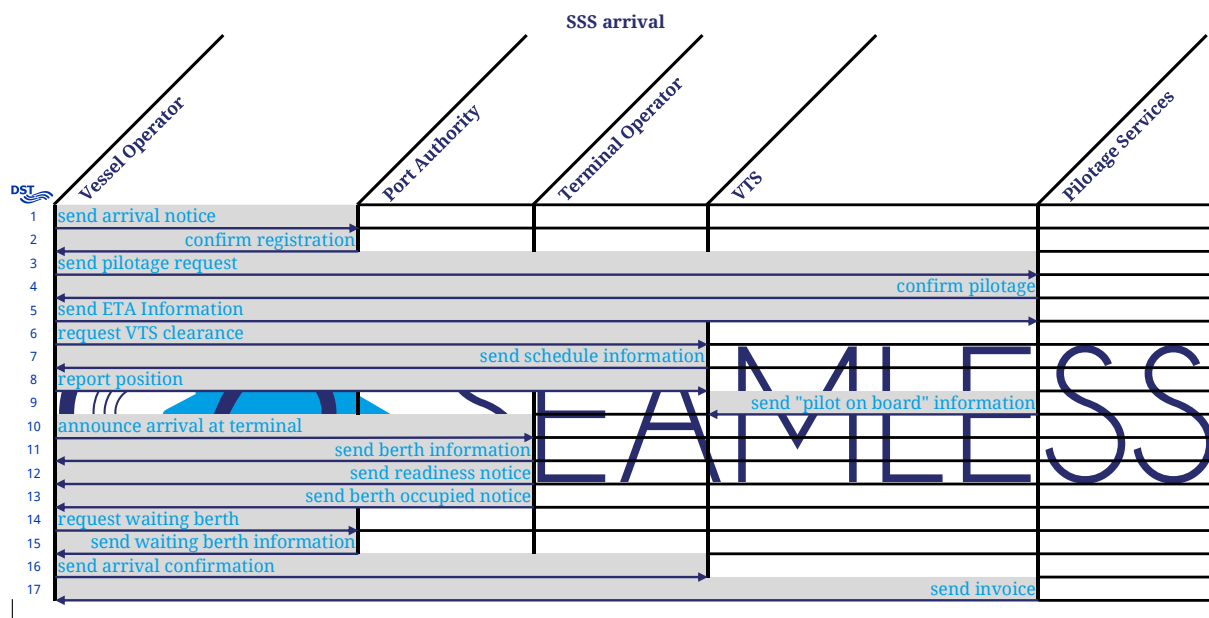 SSS arrival
Vessel Operator
Port Authority
Terminal Operator
VTS
Pilotage Services
DST
1 send arrival notice
2 confirm registration
3 send pilotage request
4 confirm pilotage
5 send ETA Information
6 request VTS clearance
7 send schedule information
8 report position
9 send "pilot on board" information
10 announce arrival at terminal
11 send berth information
12 send readiness notice
13 send berth occupied notice
14 request waiting berth
15 send waiting berth information
16 send arrival confirmation
17 send invoice
SEAMLESS